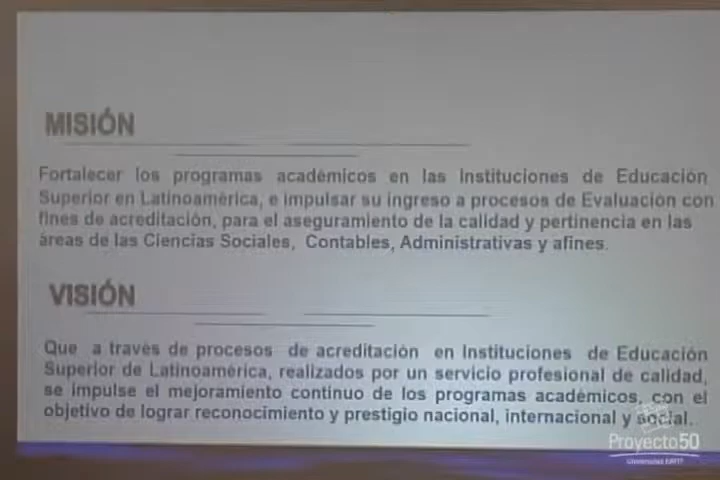 MISIÓN
Fortalecer los programas académicos en las Instituciones de Educación
Superior en Latinoamérica, e impulsar su ingreso a procesos de Evaluación con
fines de acreditación, para el aseguramiento de la calidad y pertinencia en las
áreas de las Ciencias Sociales, Contables, Administrativas y afines.
VISIÓN
Que a través de procesos de acreditación en Instituciones de Educación
Superior de Latinoamérica, realizados por un servicio profesional de calidad,
se impulse el mejoramiento continuo de los programas académicos, con el
objetivo de lograr reconocimiento y prestigio nacional, internacional y social.
Proyecto50
Universidad EAFIT